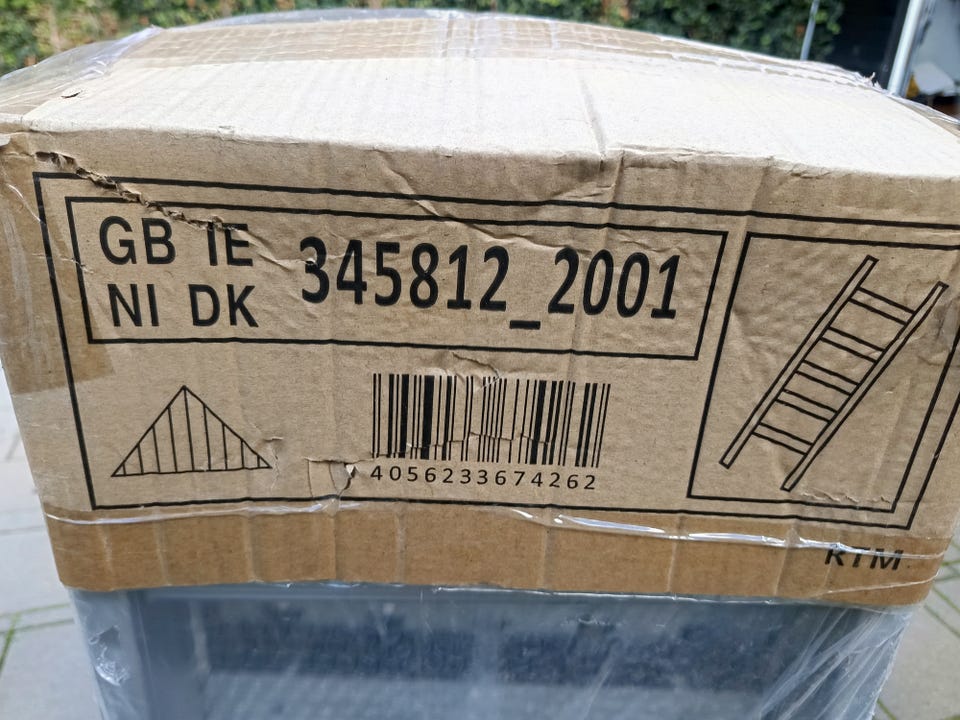 GB IE
NI DK
345812_2001
4056233674262
KTM